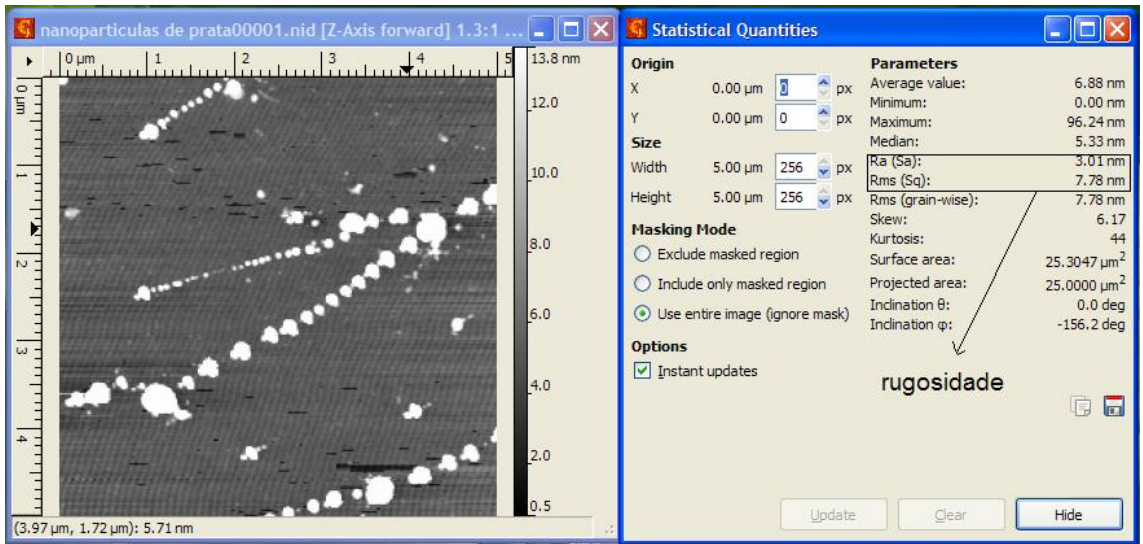 nanoparticulas de prata00001.nid [Z-Axis forward] 1.3:1 ...
0 µm 1 2 3 4 5
0 µm
1
2
3
4
13.8 nm
12.0
10.0
8.0
6.0
4.0
2.0
0.5
(3.97 µm, 1.72 µm): 5.71 nm
Statistical Quantities
Origin
X 0.00 µm 0 px
Y 0.00 µm 0 px
Size
Width 5.00 µm 256 px
Height 5.00 µm 256 px
Masking Mode
Exclude masked region
Include only masked region
Use entire image (ignore mask)
Options
Instant updates
Parameters
Average value: 6.88 nm
Minimum: 0.00 nm
Maximum: 96.24 nm
Median: 5.33 nm
Ra (Sa): 3.01 nm
Rms (Sq): 7.78 nm
Rms (grain-wise): 7.78 nm
Skew: 6.17
Kurtosis: 44
Surface area: 25.3047 µm²
Projected area: 25.0000 µm²
Inclination θ: 0.0 deg
Inclination φ: -156.2 deg
rugosidade
Update Clear Hide